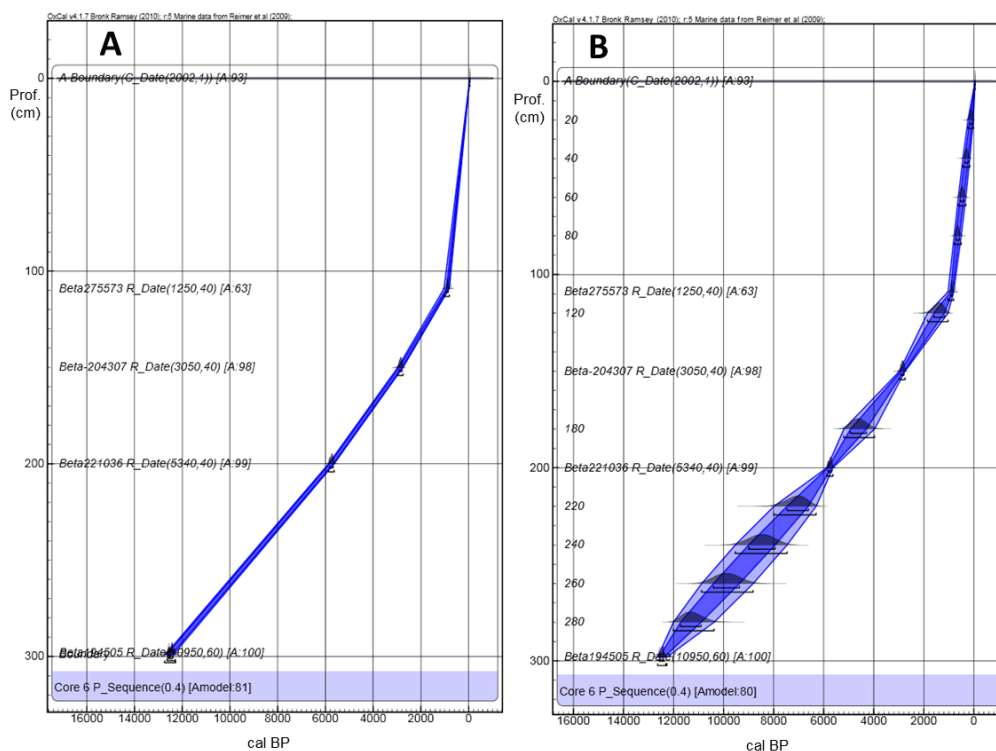 OxCal v4.1.7 Bronk Ramsey (2010); r:5 Marine data from Reimer et al (2009);
A
Prof.
(cm)
0
A Boundary(C_Date(2002,1)) [A:93]
100
Beta275573 R_Date(1250,40) [A:63]
Beta-204307 R_Date(3050,40) [A:98]
200
Beta221036 R_Date(5340,40) [A:99]
Beta194505 R_Date(10950,60) [A:100]
Boundary
300
Core 6 P_Sequence(0.4) [Amodel:81]
16000 14000 12000 10000 8000 6000 4000 2000 0
cal BP
OxCal v4.1.7 Bronk Ramsey (2010); r:5 Marine data from Reimer et al (2009);
B
Prof.
(cm)
0
A Boundary(C_Date(2002,1)) [A:93]
20
40
60
80
100
Beta275573 R_Date(1250,40) [A:63]
120
Beta-204307 R_Date(3050,40) [A:98]
180
200
Beta221036 R_Date(5340,40) [A:99]
220
240
260
280
Beta194505 R_Date(10950,60) [A:100]
300
Core 6 P_Sequence(0.4) [Amodel:80]
16000 14000 12000 10000 8000 6000 4000 2000 0
cal BP